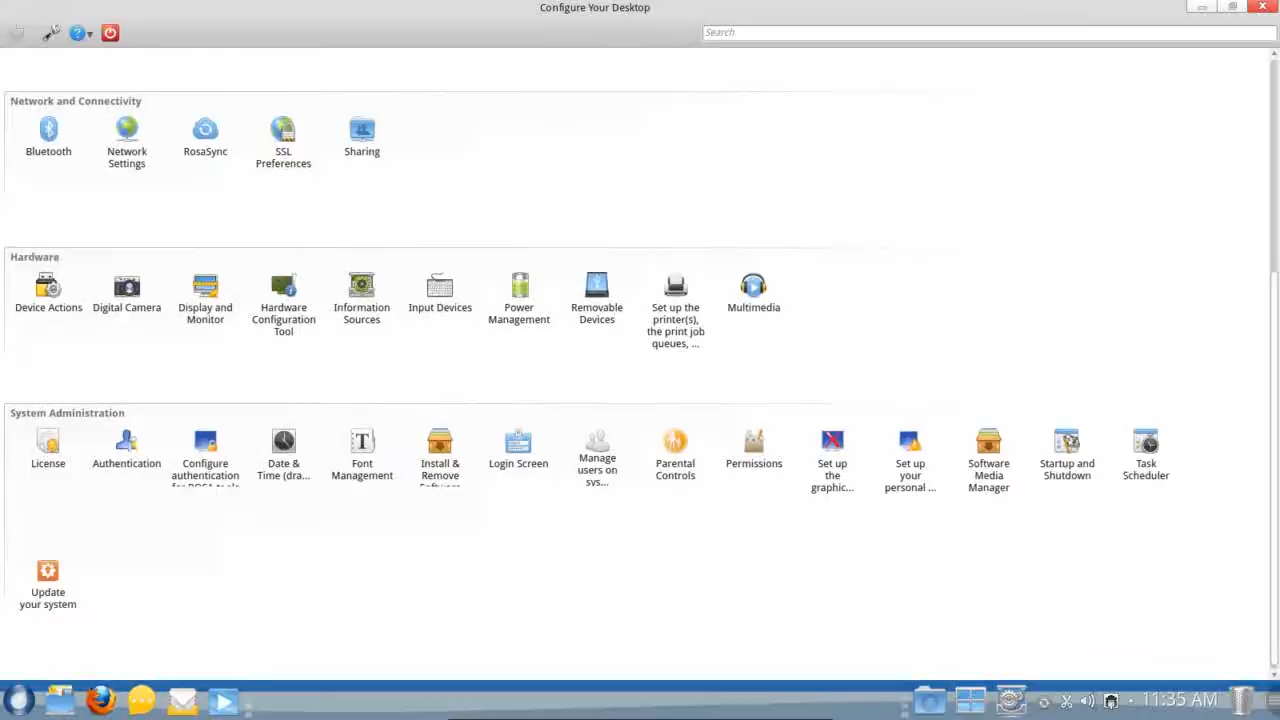 Configure Your Desktop
Search
Network and Connectivity
Bluetooth
Network
Settings
RosaSync
SSL
Preferences
Sharing
Hardware
Device Actions
Digital Camera
Display and
Monitor
Hardware
Configuration
Tool
Information
Sources
Input Devices
Power
Management
Removable
Devices
Set up the
printer(s),
the print job
queues, ...
Multimedia
System Administration
License
Authentication
Configure
authentication
for ROSA tools
Date &
Time (dra...
Font
Management
Install &
Remove
Software
Login Screen
Manage
users on
sys...
Parental
Controls
Permissions
Set up
the
graphic...
Set up
your
personal ...
Software
Media
Manager
Startup and
Shutdown
Task
Scheduler
Update
your system
11:35 AM